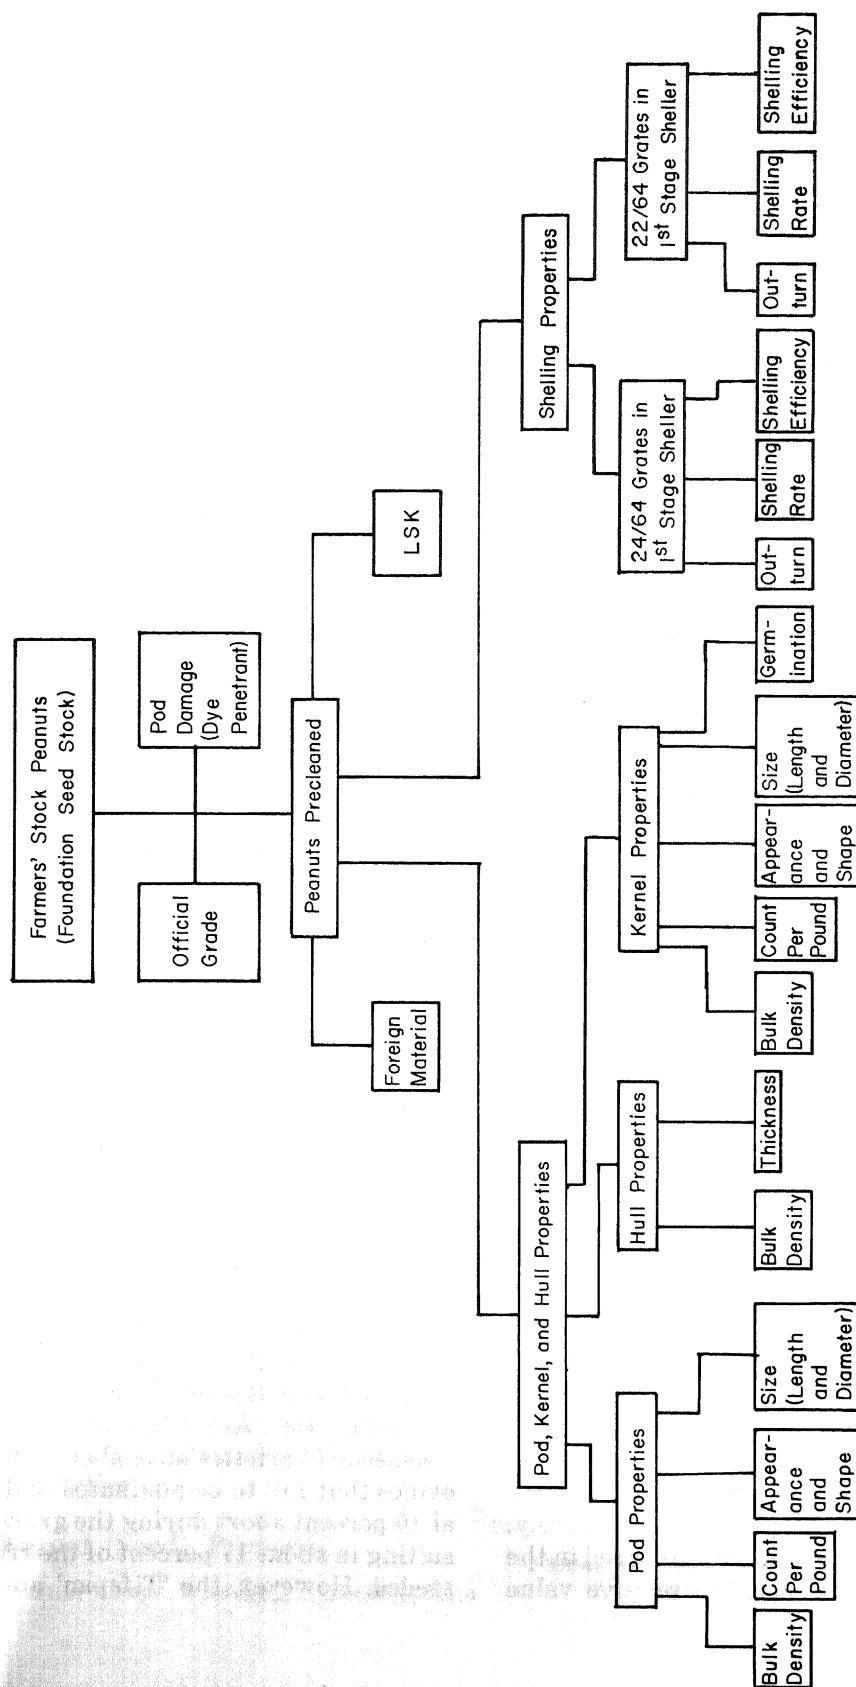 Farmers' Stock Peanuts
(Foundation Seed Stock)
Official
Grade
Pod
Damage
(Dye
Penetrant)
Peanuts Precleaned
Foreign
Material
LSK
Pod, Kernel, and Hull Properties
Shelling Properties
Pod Properties
Hull Properties
Kernel Properties
24/64 Grates in
1st Stage Sheller
22/64 Grates in
1st Stage Sheller
Bulk
Density
Count
Per
Pound
Appear-
ance
and
Shape
Size
(Length
and
Diameter)
Bulk
Density
Thickness
Bulk
Density
Count
Per
Pound
Appear-
ance
and
Shape
Size
(Length
and
Diameter)
Germ-
ination
Out-
turn
Shelling
Rate
Shelling
Efficiency
Out-
turn
Shelling
Rate
Shelling
Efficiency